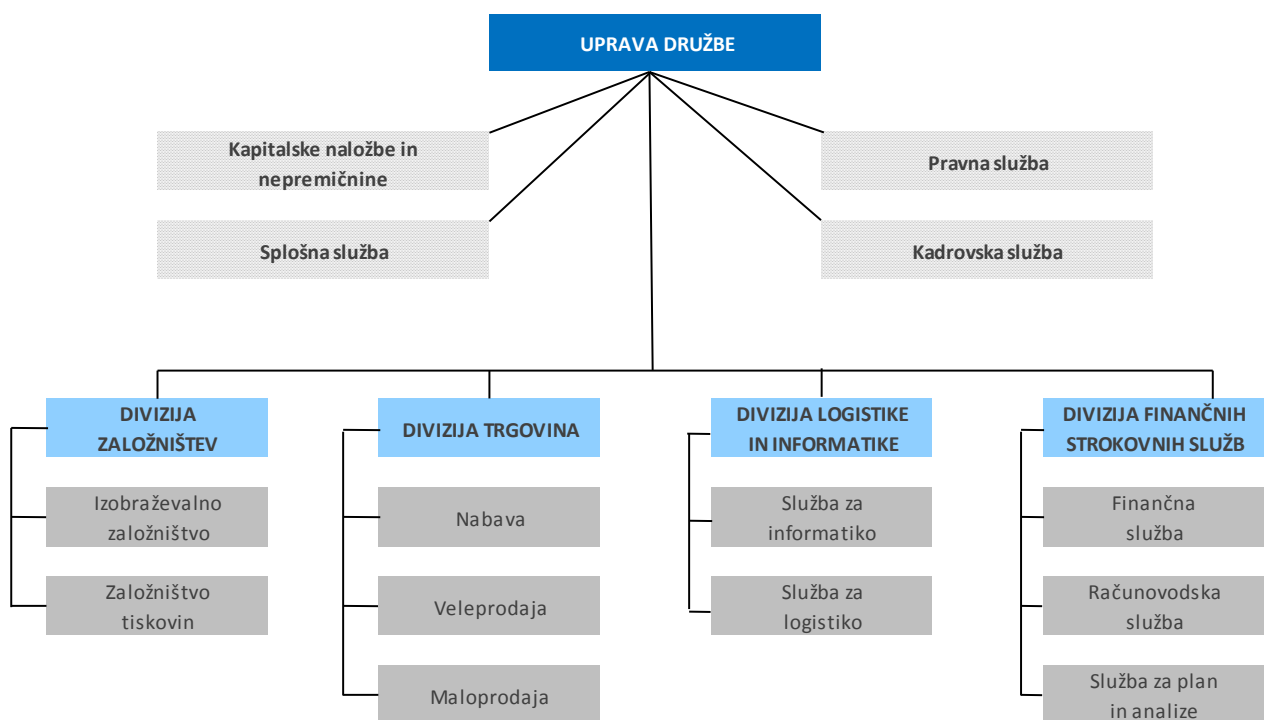 UPRAVA DRUŽBE
Kapitalske naložbe in
nepremičnine
Pravna služba
Splošna služba
Kadrovska služba
DIVIZIJA
ZALOŽNIŠTEV
DIVIZIJA TRGOVINA
DIVIZIJA LOGISTIKE
IN INFORMATIKE
DIVIZIJA FINANČNIH
STROKOVNIH SLUŽB
Izobraževalno
založništvo
Nabava
Služba za
informatiko
Finančna
služba
Založništvo
tiskovin
Veleprodaja
Služba za
logistiko
Računovodska
služba
Maloprodaja
Služba za plan
in analize